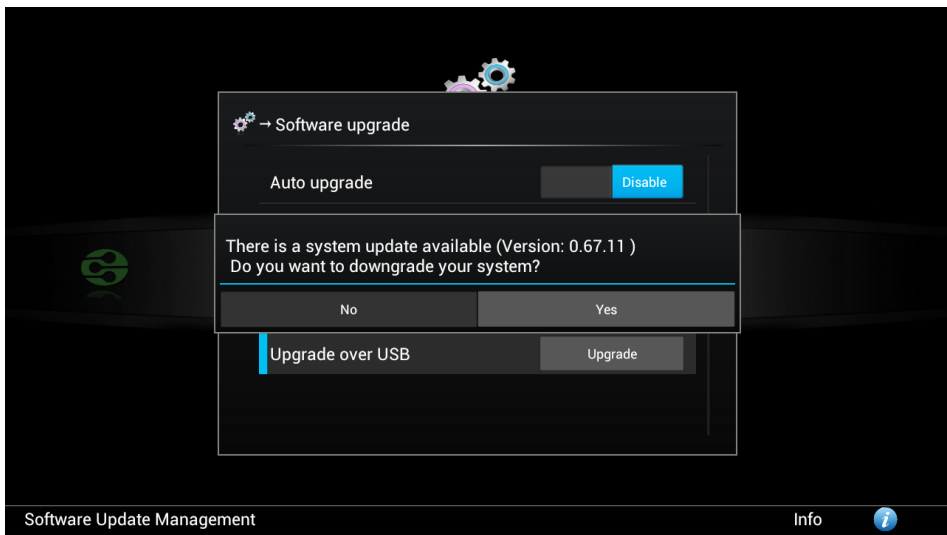 → Software upgrade
Auto upgrade Disable
There is a system update available (Version: 0.67.11 )
Do you want to downgrade your system?
No Yes
Upgrade over USB Upgrade
Software Update Management Info